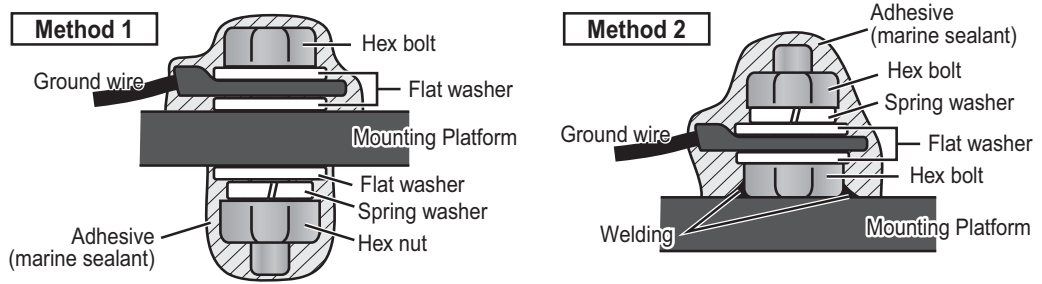 Method 1
Hex bolt
Ground wire
Flat washer
Mounting Platform
Flat washer
Spring washer
Adhesive
(marine sealant)
Hex nut
Method 2
Adhesive
(marine sealant)
Hex bolt
Spring washer
Ground wire
Flat washer
Hex bolt
Welding
Mounting Platform